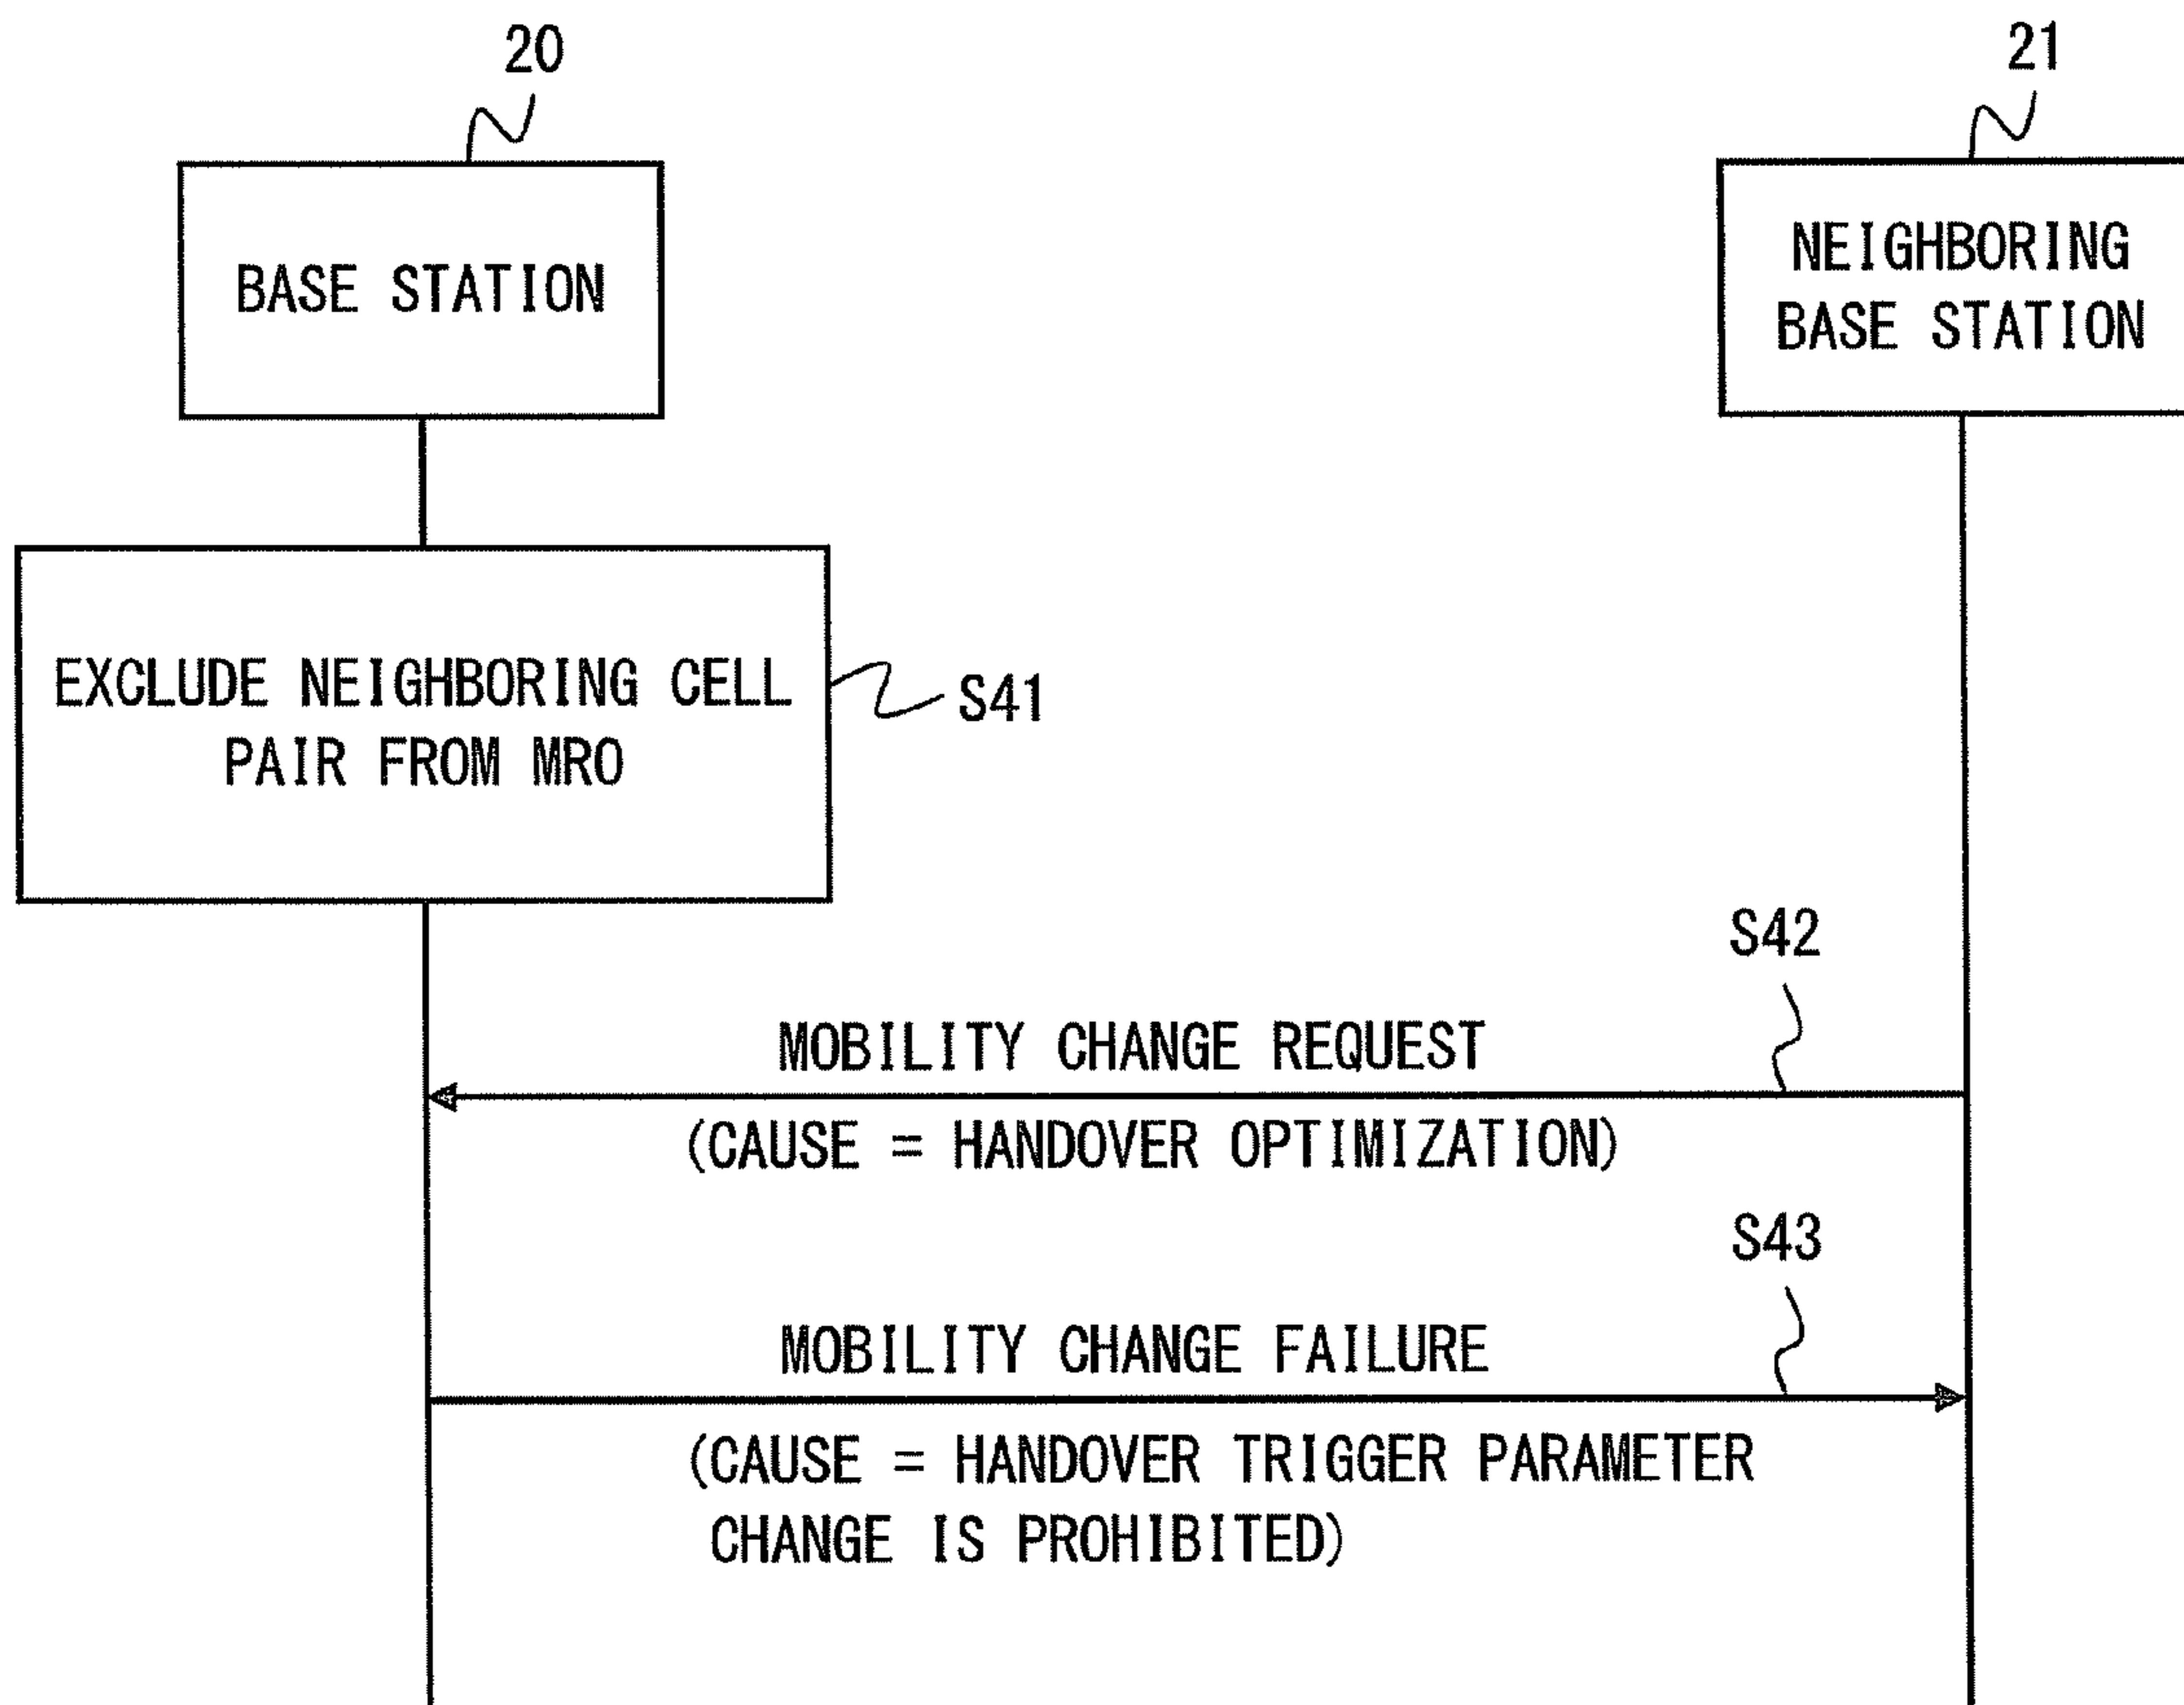 20
21
BASE STATION
NEIGHBORING
BASE STATION
EXCLUDE NEIGHBORING CELL
PAIR FROM MRO
S41
S42
MOBILITY CHANGE REQUEST
(CAUSE = HANDOVER OPTIMIZATION)
S43
MOBILITY CHANGE FAILURE
(CAUSE = HANDOVER TRIGGER PARAMETER
CHANGE IS PROHIBITED)